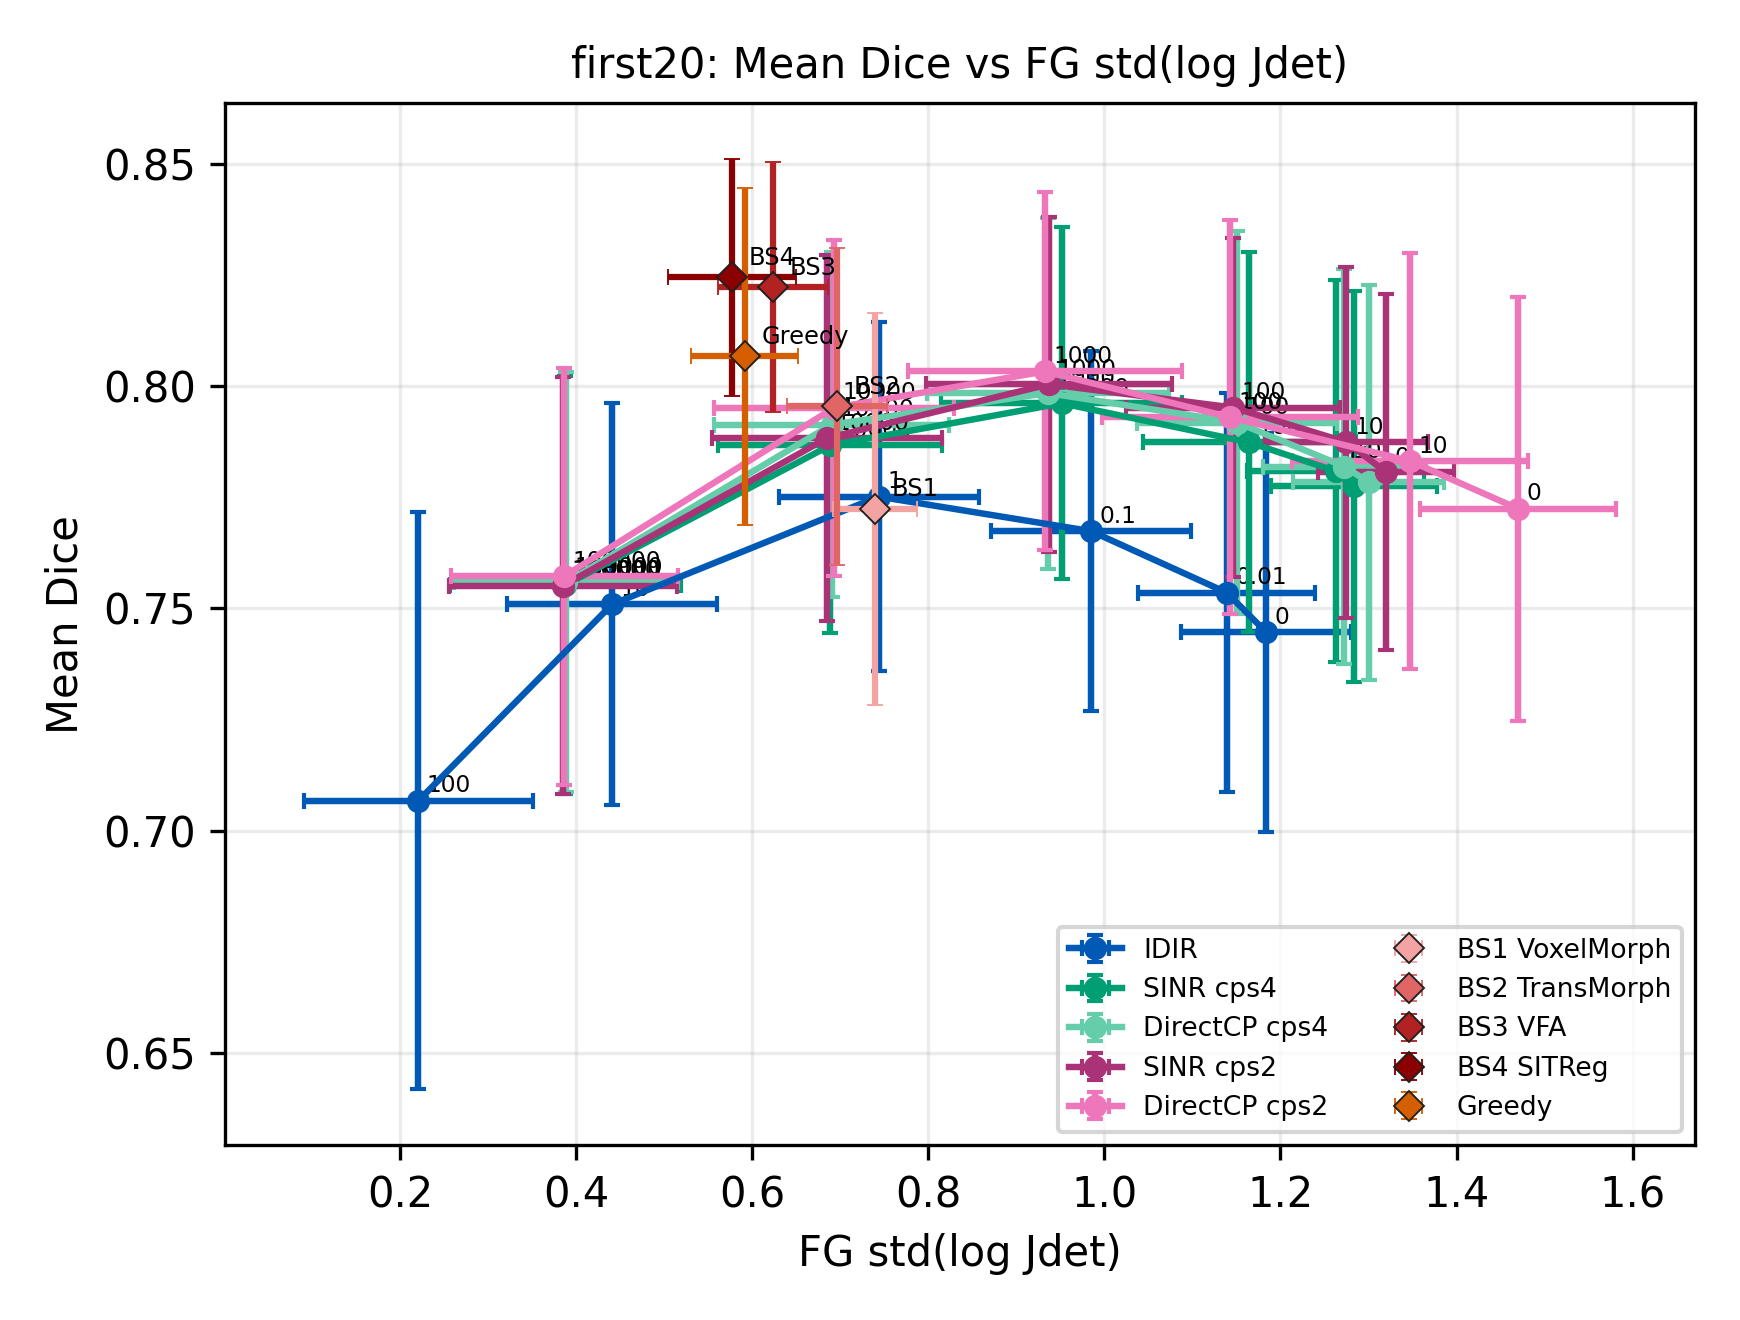 first20: Mean Dice vs FG std(log Jdet)
0.85
0.80
0.75
0.70
0.65
Mean Dice
BS4
BS3
Greedy
BS2
1000
100
10
10
0
1
BS1
0.1
0
100
0.2
0.4
0.6
0.8
1.0
1.2
1.4
1.6
FG std(log Jdet)
IDIR
SINR cps4
DirectCP cps4
SINR cps2
DirectCP cps2
BS1 VoxelMorph
BS2 TransMorph
BS3 VFA
BS4 SITReg
Greedy